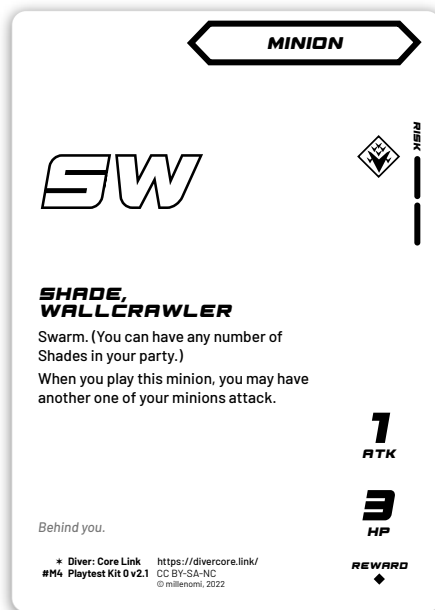 MINION
RISK
SW
SHADE,
WALLCRAWLER
Swarm. (You can have any number of
Shades in your party.)
When you play this minion, you may have
another one of your minions attack.
1
ATK
3
HP
Behind you.
✶ Diver: Core Link https://divercore.link/
#M4 Playtest Kit 0 v2.1 CC BY-SA-NC
© millenomi, 2022
REWARD